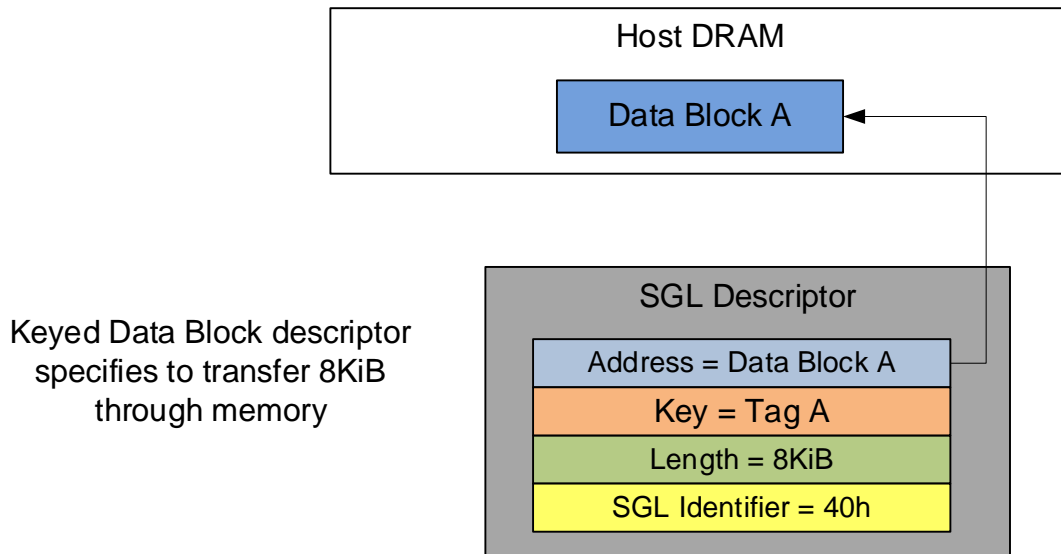 Host DRAM
Data Block A
SGL Descriptor
Keyed Data Block descriptor
specifies to transfer 8KiB
through memory
Address = Data Block A
Key = Tag A
Length = 8KiB
SGL Identifier = 40h